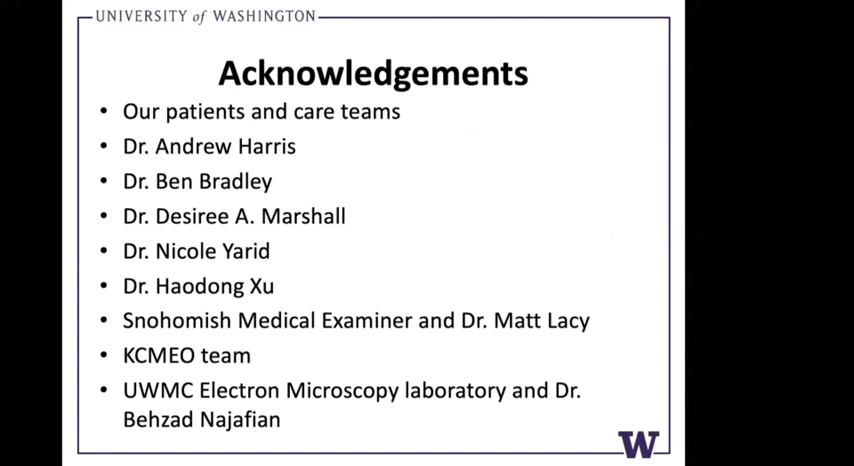 UNIVERSITY of WASHINGTON
Acknowledgements
• Our patients and care teams
• Dr. Andrew Harris
• Dr. Ben Bradley
• Dr. Desiree A. Marshall
• Dr. Nicole Yarid
• Dr. Haodong Xu
• Snohomish Medical Examiner and Dr. Matt Lacy
• KCMEO team
• UWMC Electron Microscopy laboratory and Dr.
Behzad Najafian
W